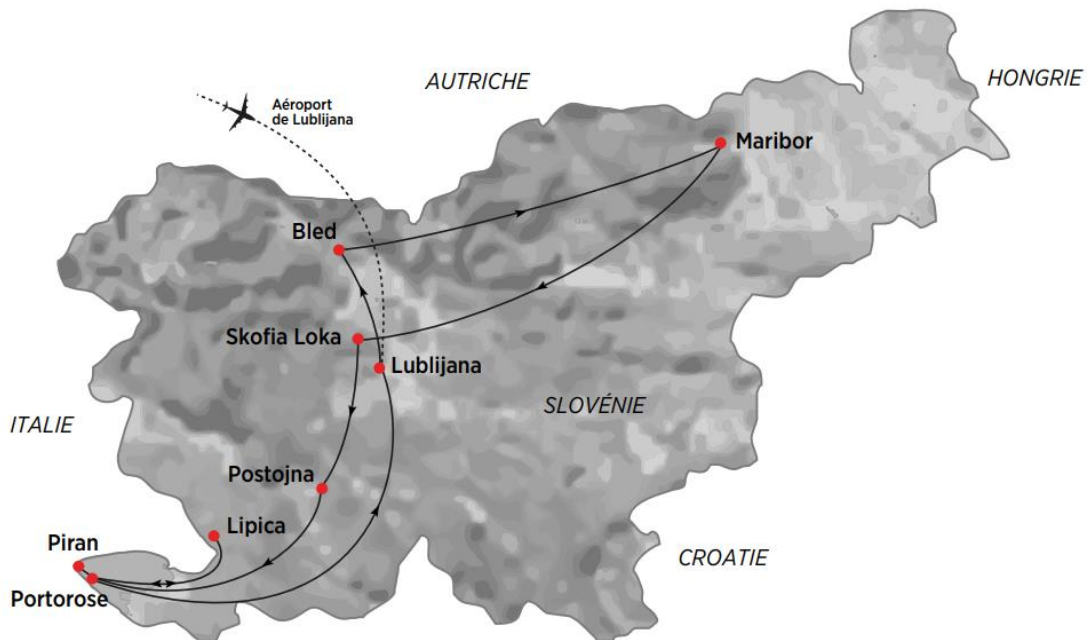 AUTRICHE
HONGRIE
Aéroport
de Lublijana
Maribor
Bled
Skofia Loka
Lublijana
SLOVÉNIE
ITALIE
Postojna
Lipica
Piran
CROATIE
Portorose